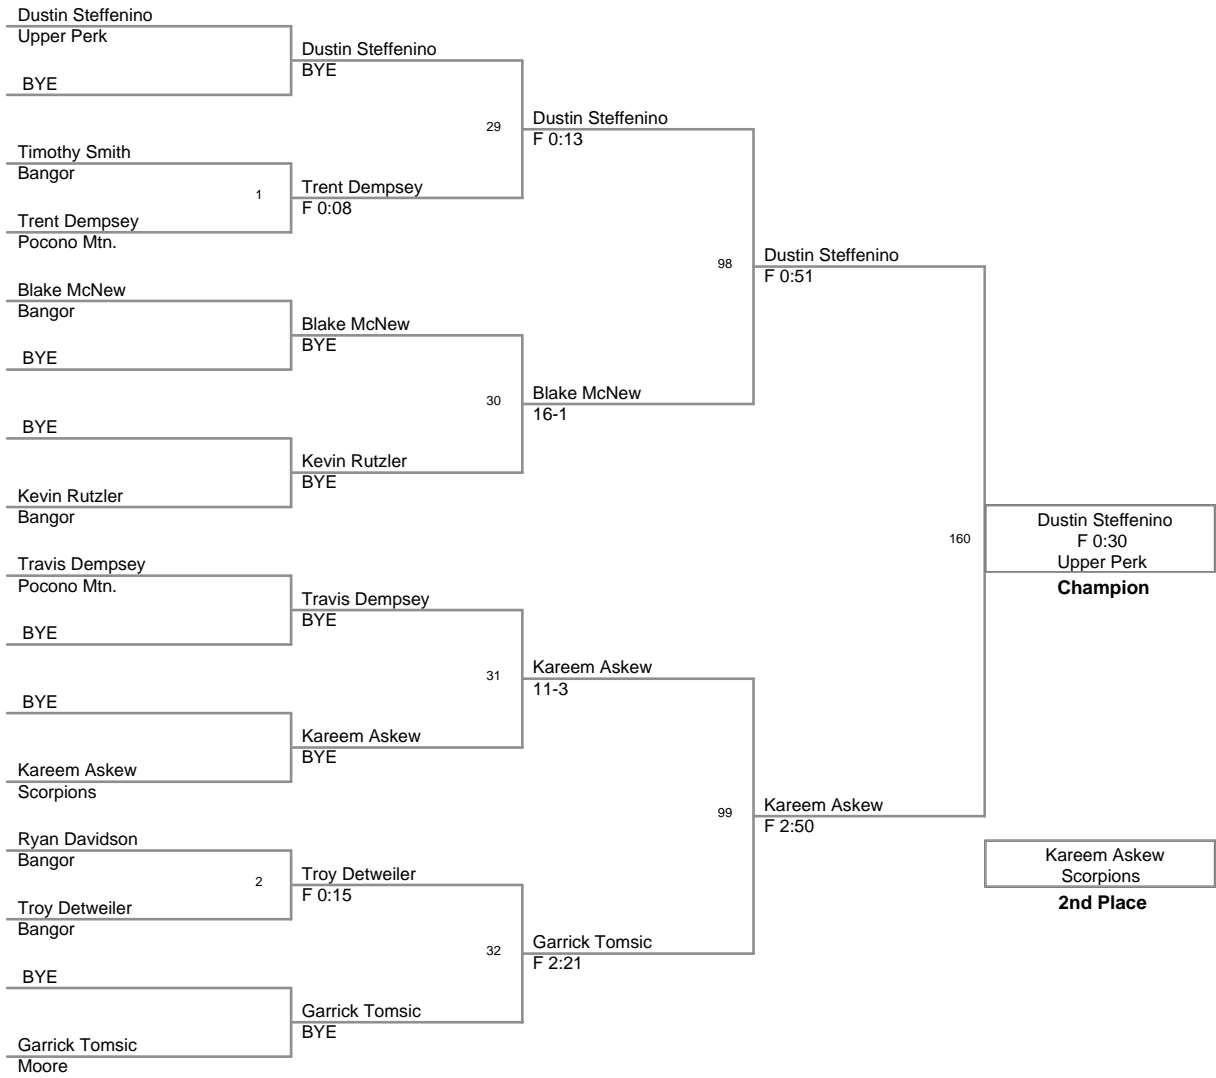 Dustin Steffenino
Upper Perk
BYE
Timothy Smith
Bangor
Trent Dempsey
Pocono Mtn.
Blake McNew
Bangor
BYE
BYE
Kevin Rutzler
Bangor
Travis Dempsey
Pocono Mtn.
BYE
BYE
Kareem Askew
Scorpions
Ryan Davidson
Bangor
Troy Detweiler
Bangor
BYE
Garrick Tomsic
Moore
1
2
Dustin Steffenino
BYE
Trent Dempsey
F 0:08
Blake McNew
BYE
Kevin Rutzler
BYE
Travis Dempsey
BYE
Kareem Askew
BYE
Troy Detweiler
F 0:15
Garrick Tomsic
BYE
29
30
31
32
Dustin Steffenino
F 0:13
Blake McNew
16-1
Kareem Askew
11-3
Garrick Tomsic
F 2:21
98
99
Dustin Steffenino
F 0:51
Kareem Askew
F 2:50
160
Dustin Steffenino
F 0:30
Upper Perk
Champion
Kareem Askew
Scorpions
2nd Place